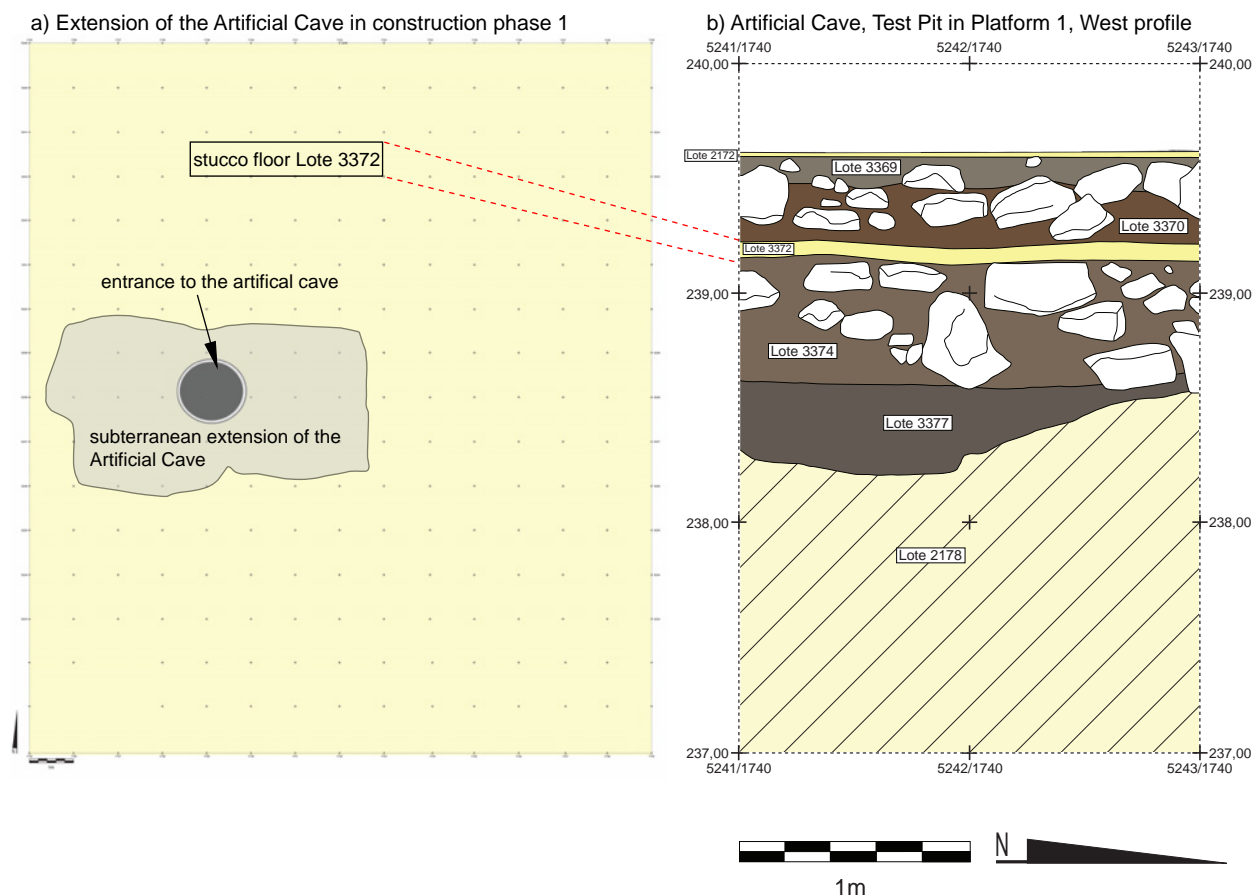 a) Extension of the Artificial Cave in construction phase 1
stucco floor Lote 3372
entrance to the artifical cave
subterranean extension of the
Artificial Cave
b) Artificial Cave, Test Pit in Platform 1, West profile
5241/1740 5242/1740 5243/1740
240,00 240,00
Lote 2172
Lote 3369
Lote 3370
Lote 3372
239,00 239,00
Lote 3374
Lote 3377
238,00 238,00
Lote 2178
237,00 237,00
5241/1740 5242/1740 5243/1740
N
1m